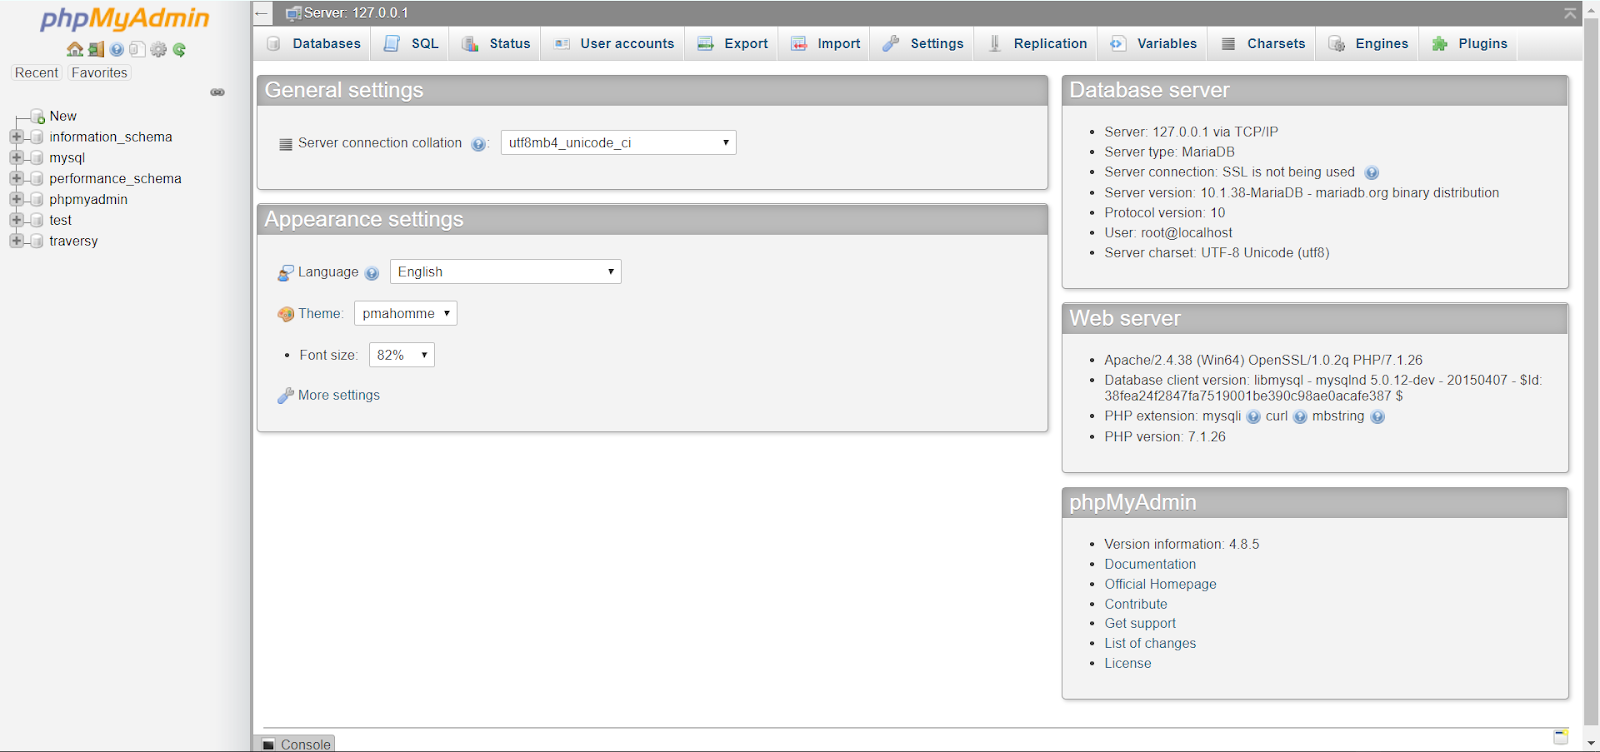 phpMyAdmin
Recent Favorites
New
information_schema
mysql
performance_schema
phpmyadmin
test
traversy
Server: 127.0.0.1
Databases SQL Status User accounts Export Import Settings Replication Variables Charsets Engines Plugins
General settings
Server connection collation : utf8mb4_unicode_ci
Appearance settings
Language English
Theme: pmahomme
• Font size: 82%
More settings
Database server
• Server: 127.0.0.1 via TCP/IP
• Server type: MariaDB
• Server connection: SSL is not being used
• Server version: 10.1.38-MariaDB - mariadb.org binary distribution
• Protocol version: 10
• User: root@localhost
• Server charset: UTF-8 Unicode (utf8)
Web server
• Apache/2.4.38 (Win64) OpenSSL/1.0.2q PHP/7.1.26
• Database client version: libmysql - mysqlnd 5.0.12-dev - 20150407 - $Id:
38fea24f2847fa7519001be390c98ae0acafe387 $
• PHP extension: mysqli curl mbstring
• PHP version: 7.1.26
phpMyAdmin
• Version information: 4.8.5
• Documentation
• Official Homepage
• Contribute
• Get support
• List of changes
• License
Console